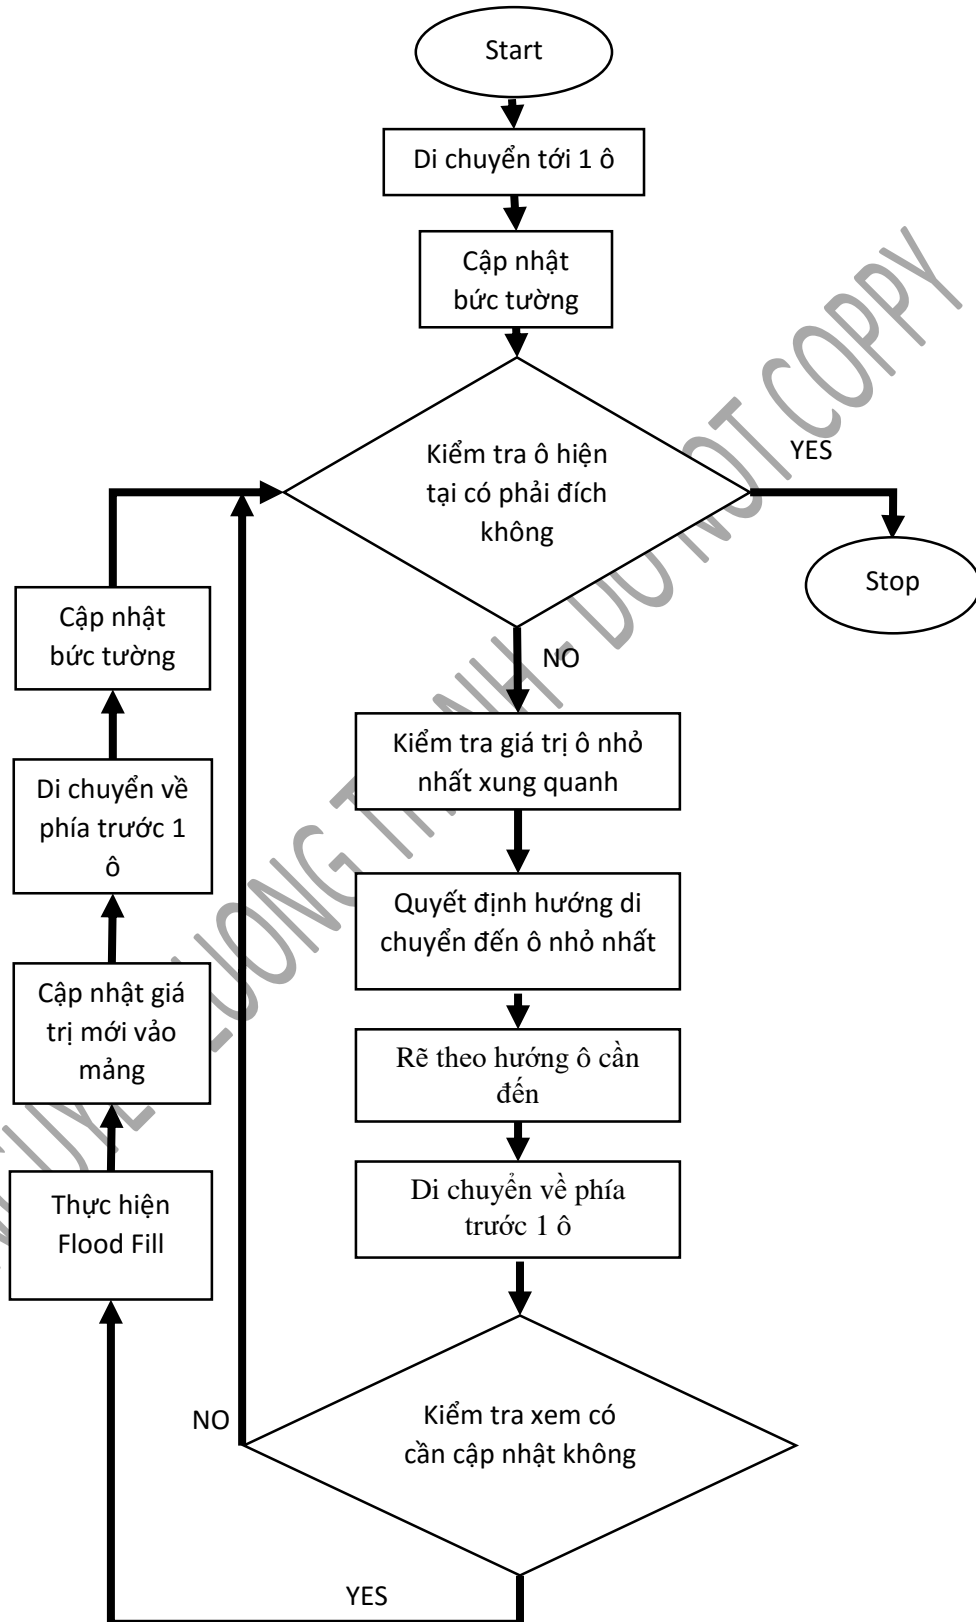 Start
Di chuyển tới 1 ô
Cập nhật
bức tường
Kiểm tra ô hiện
tại có phải đích
không
YES
Stop
NO
Kiểm tra giá trị ô nhỏ
nhất xung quanh
Quyết định hướng di
chuyển đến ô nhỏ nhất
Rẽ theo hướng ô cần
đến
Di chuyển về phía
trước 1 ô
Kiểm tra xem có
cần cập nhật không
NO
YES
Thực hiện
Flood Fill
Cập nhật giá
trị mới vảo
mảng
Di chuyển về
phía trước 1
ô
Cập nhật
bức tường
LUONG - DO NOT COPPY